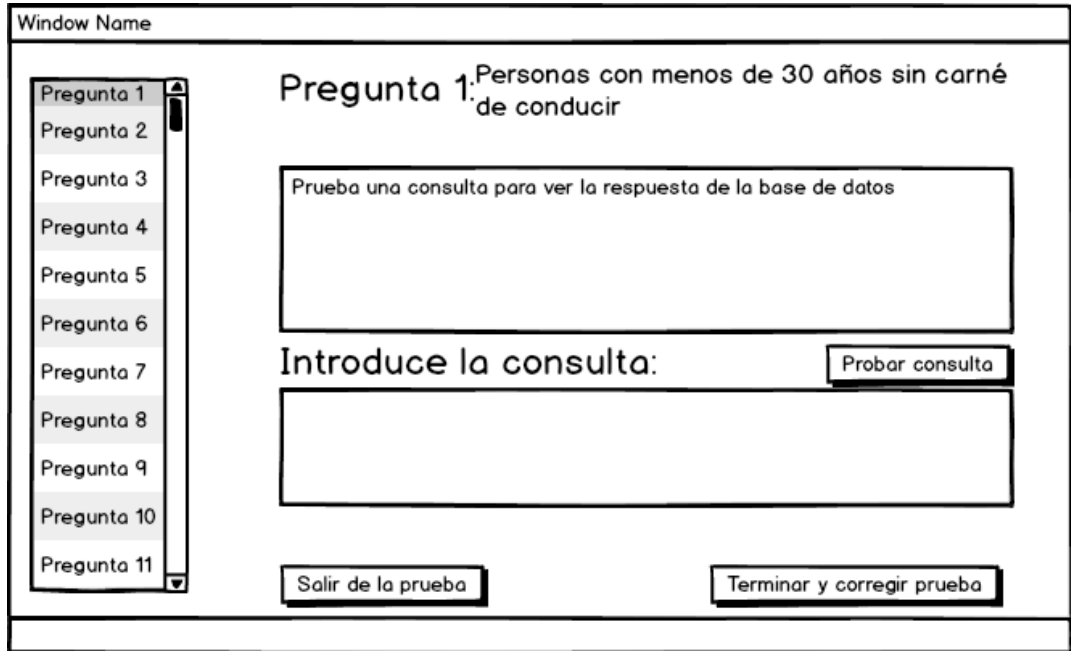 Window Name
Pregunta 1
Pregunta 2
Pregunta 3
Pregunta 4
Pregunta 5
Pregunta 6
Pregunta 7
Pregunta 8
Pregunta 9
Pregunta 10
Pregunta 11
Pregunta 1:
Personas con menos de 30 años sin carné
de conducir
Prueba una consulta para ver la respuesta de la base de datos
Introduce la consulta:
Probar consulta
Salir de la prueba
Terminar y corregir prueba